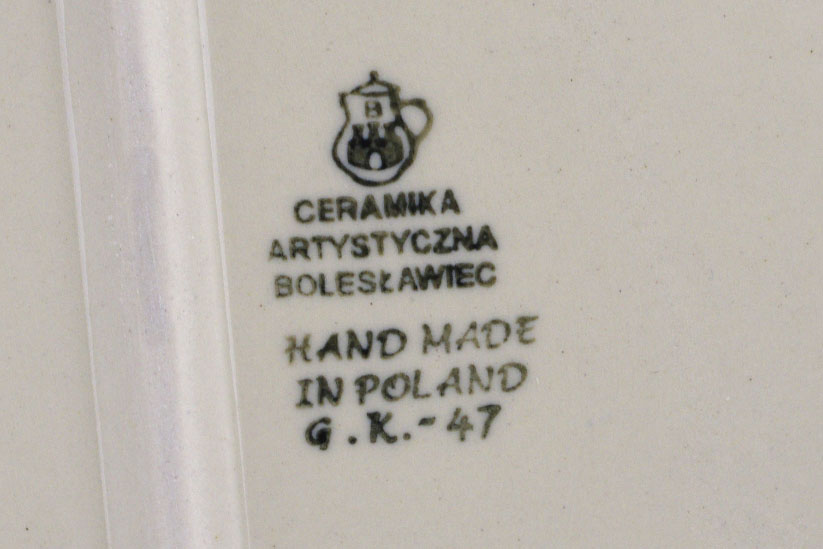 B
CERAMIKA
ARTYSTYCZNA
BOLESŁAWIEC
HAND MADE
IN POLAND
G.K.-47